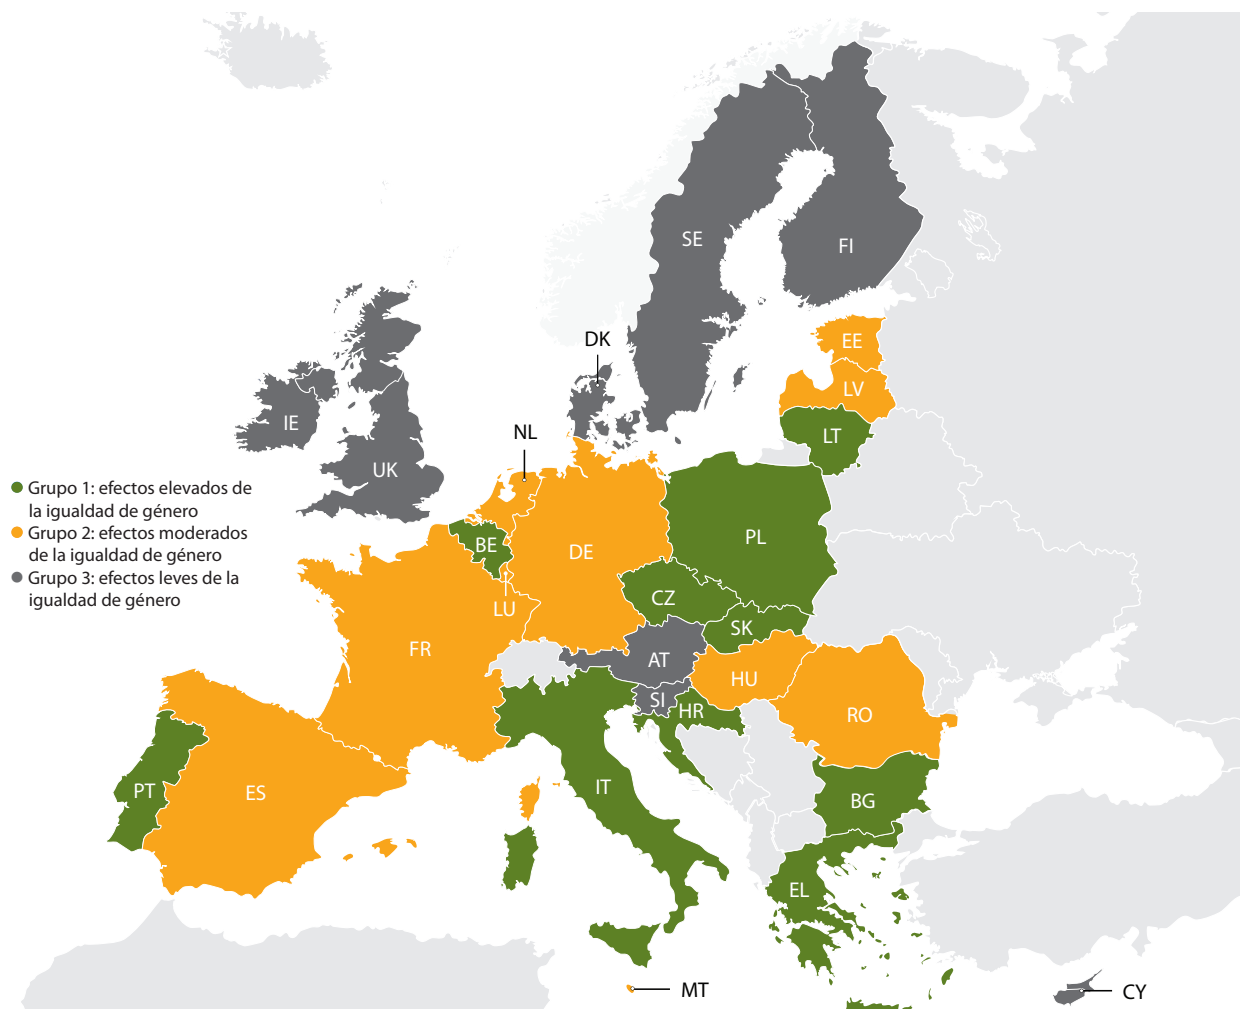 SE
FI
DK
EE
LV
LT
IE
UK
NL
Grupo 1: efectos elevados de
la igualdad de género
Grupo 2: efectos moderados
de la igualdad de género
Grupo 3: efectos leves de la
igualdad de género
BE
DE
PL
LU
CZ
SK
FR
AT
HU
SI
HR
RO
PT
ES
IT
BG
EL
MT
CY